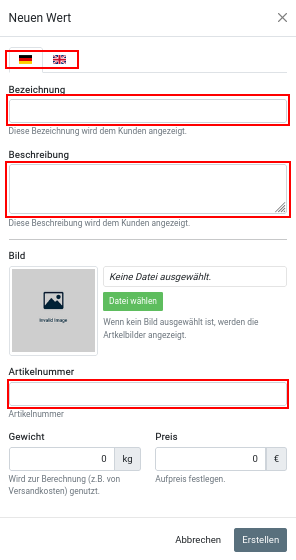 Neuen Wert
Bezeichnung
Diese Bezeichnung wird dem Kunden angezeigt.
Beschreibung
Diese Beschreibung wird dem Kunden angezeigt.
Bild
Keine Datei ausgewählt.
Datei wählen
Invalid Image
Wenn kein Bild ausgewählt ist, werden die
Artkelbilder angezeigt.
Artikelnummer
Artikelnummer
Gewicht
Preis
0 kg
0 €
Wird zur Berechnung (z.B. von
Versandkosten) genutzt.
Aufpreis festlegen.
Abbrechen
Erstellen